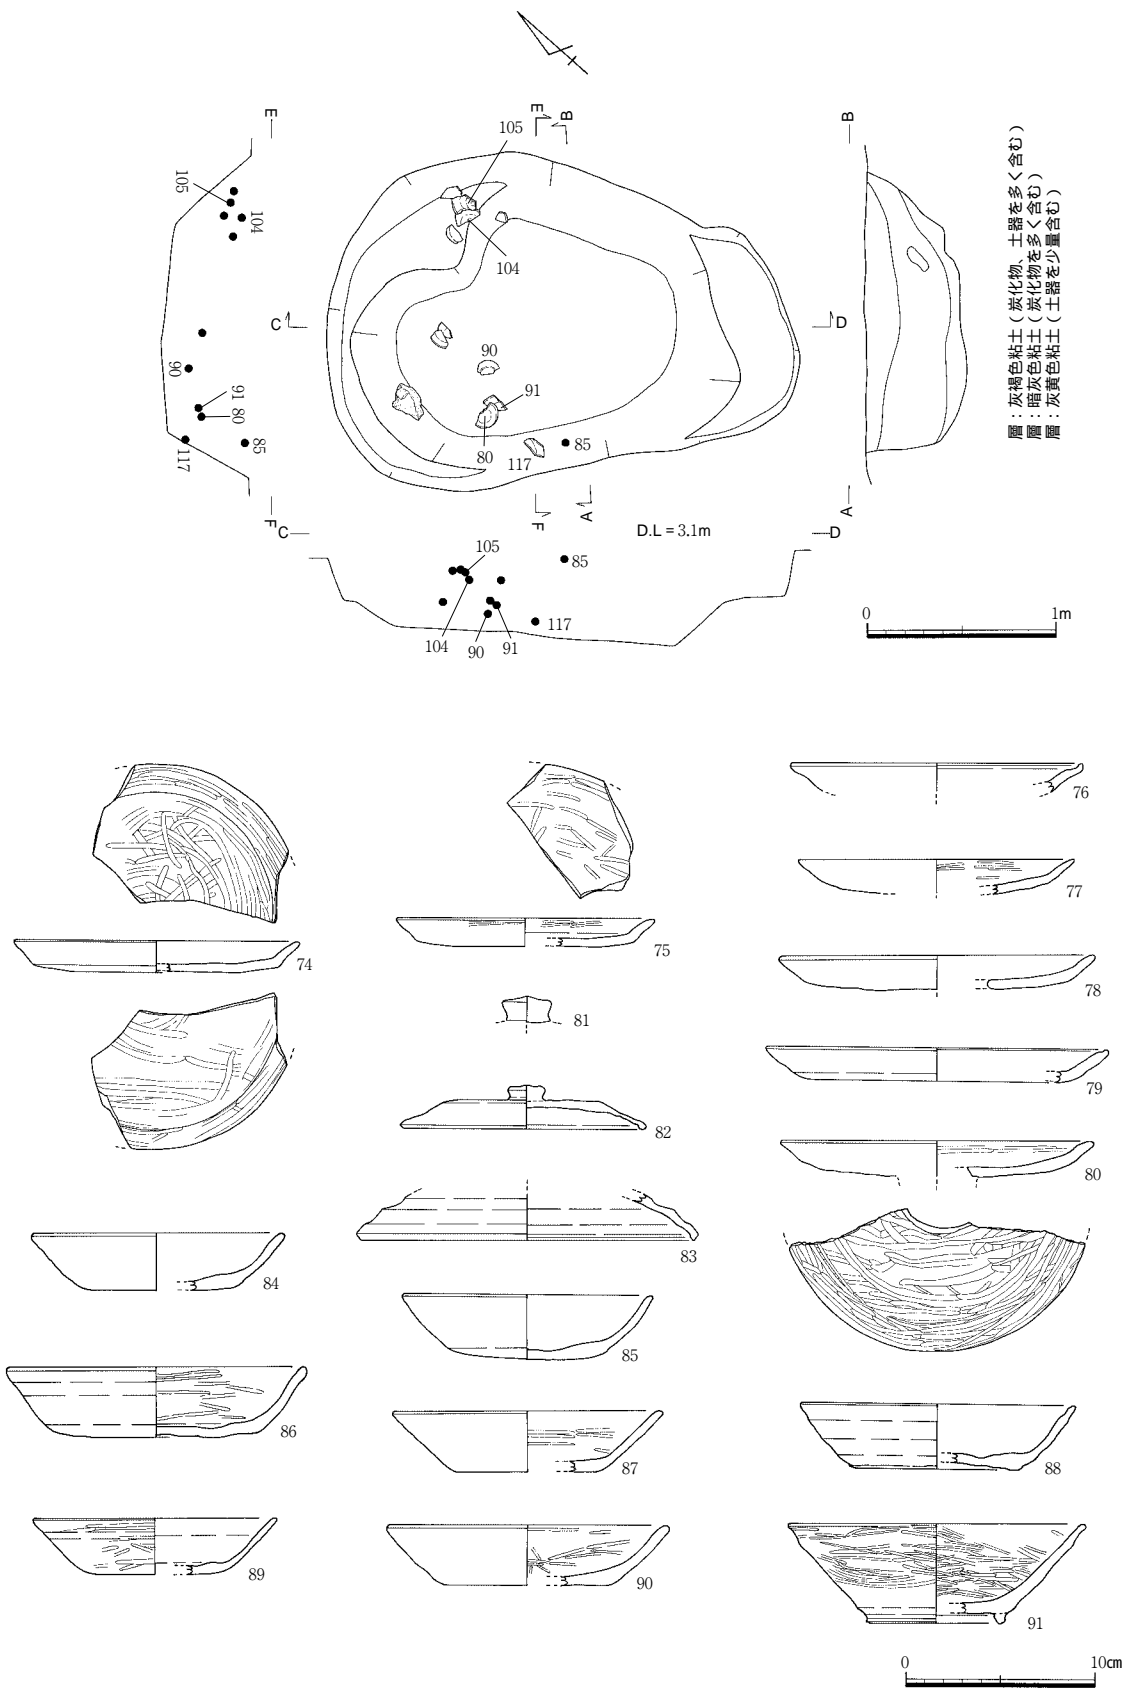 E
E
B
B
105
105
104
104
C
D
90
90
91
91
80
80
85
85
117
117
F
F
A
A
層:灰褐色粘土(炭化物、土器を多く含む)
層:暗灰色粘土(炭化物を多く含む)
層:灰黄色粘土(土器を少量含む)
C
D.L = 3.1m
D
105
85
104
90
91
117
0 1m
74
75
76
77
78
79
80
81
82
83
84
85
86
87
88
89
90
91
0 10cm